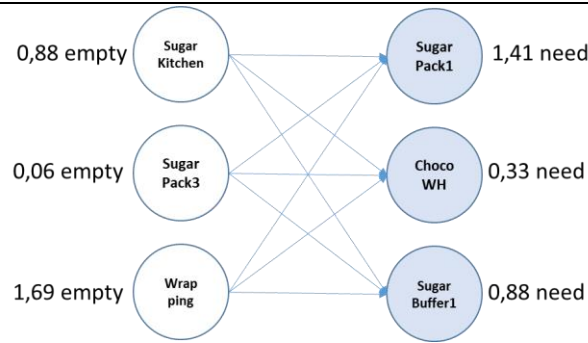 0,88 empty
Sugar
Kitchen
Sugar
Pack1
1,41 need
0,06 empty
Sugar
Pack3
Choco
WH
0,33 need
1,69 empty
Wrap
ping
Sugar
Buffer1
0,88 need